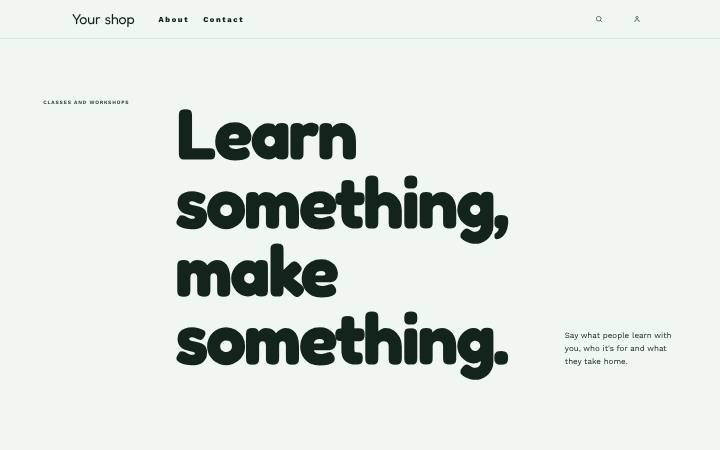 Your shop About Contact
CLASSES AND WORKSHOPS
Learn
something,
make
something.
Say what people learn with
you, who it's for and what
they take home.